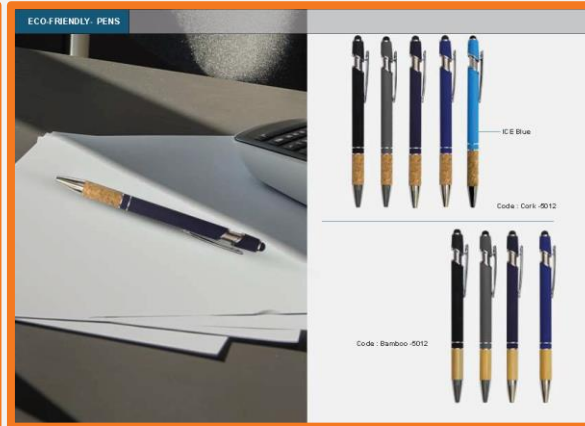 ECO-FRIENDLY- PENS
ICE Blue
Code : Cork -5012
Code : Bamboo -5012